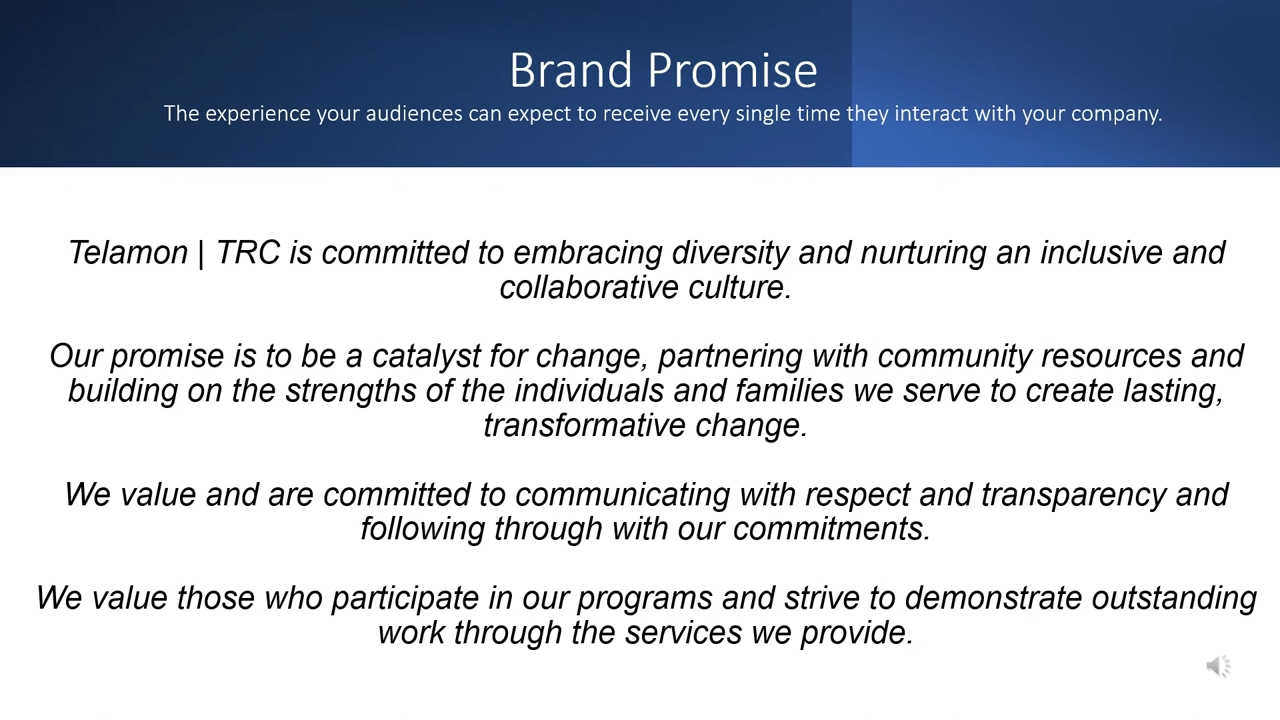 Brand Promise
The experience your audiences can expect to receive every single time they interact with your company.
Telamon | TRC is committed to embracing diversity and nurturing an inclusive and
collaborative culture.
Our promise is to be a catalyst for change, partnering with community resources and
building on the strengths of the individuals and families we serve to create lasting,
transformative change.
We value and are committed to communicating with respect and transparency and
following through with our commitments.
We value those who participate in our programs and strive to demonstrate outstanding
work through the services we provide.